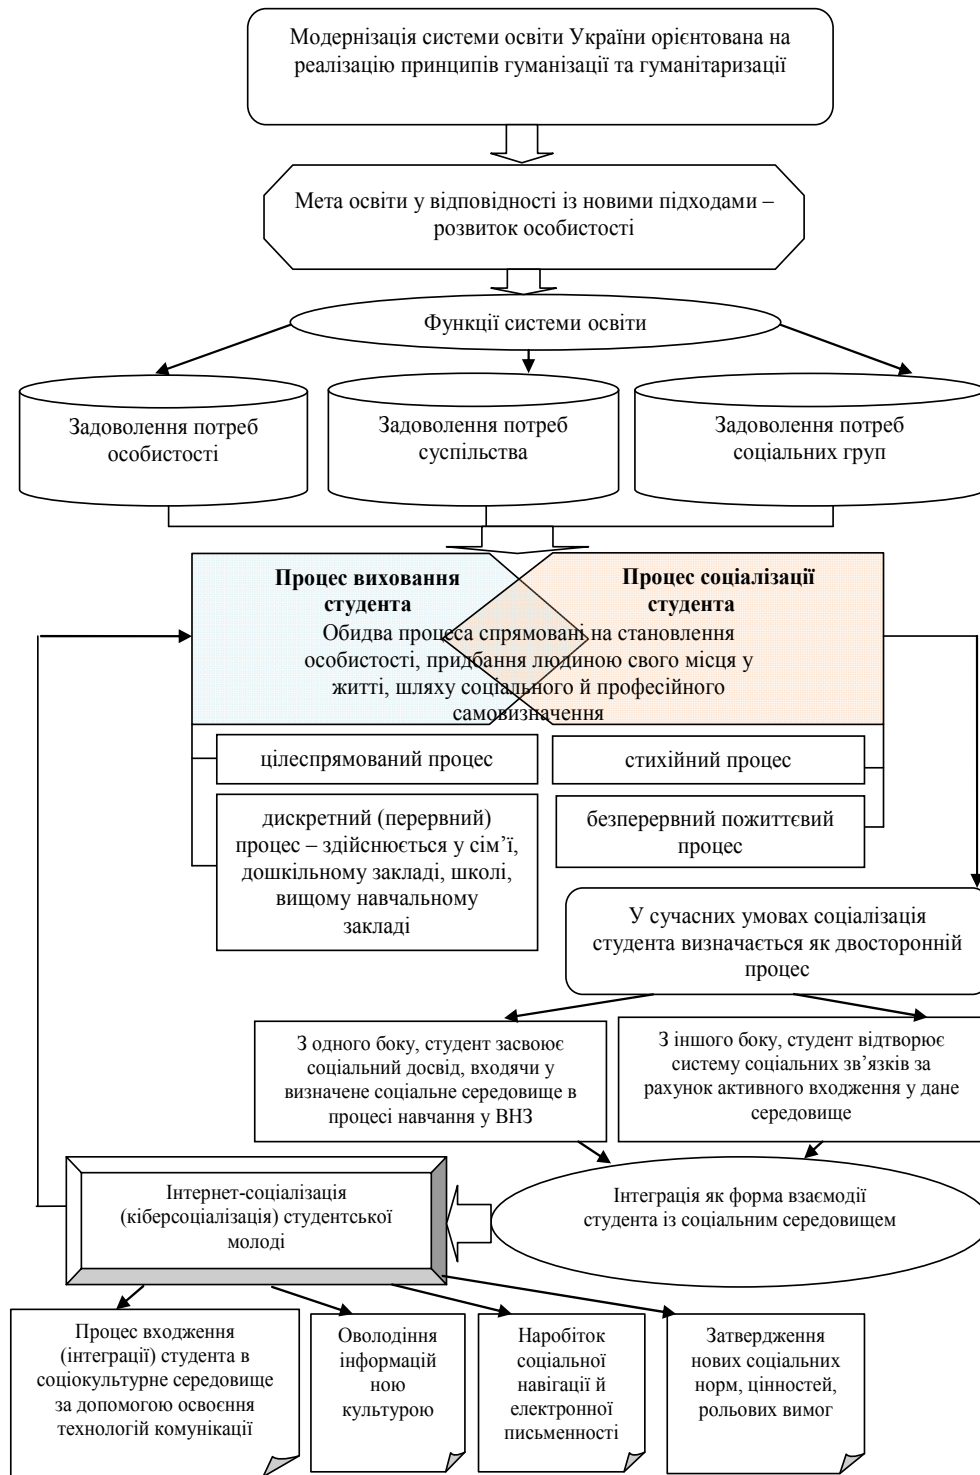 Модернізація системи освіти України орієнтована на
реалізацію принципів гуманізації та гуманітаризації
Мета освіти у відповідності із новими підходами –
розвиток особистості
Функції системи освіти
Задоволення потреб
особистості
Задоволення потреб
суспільства
Задоволення потреб
соціальних груп
Процес виховання
студента
Процес соціалізації
студента
Обидва процеса спрямовані на становлення
особистості, придбання людиною свого місця у
житті, шляху соціального й професійного
самовизначення
цілеспрямований процес
дискретний (перервний)
процес – здійснюється у сім’ї,
дошкільному закладі, школі,
вищому навчальному
закладі
стихійний процес
безперервний пожиттєвий
процес
У сучасних умовах соціалізація
студента визначається як двосторонній
процес
З одного боку, студент засвоює
соціальний досвід, входячи у
визначене соціальне середовище в
процесі навчання у ВНЗ
З іншого боку, студент відтворює
систему соціальних зв’язків за
рахунок активного входження у дане
середовище
Інтеграція як форма взаємодії
студента із соціальним середовищем
Інтернет-соціалізація
(кіберсоціалізація) студентської
молоді
Процес входження
(інтеграції) студента в
соціокультурне середовище
за допомогою освоєння
технологій комунікації
Оволодіння
інформацій
ною
культурою
Наробіток
соціальної
навігації й
електронної
писемності
Затвердження
нових соціальних
норм, цінностей,
рольових вимог